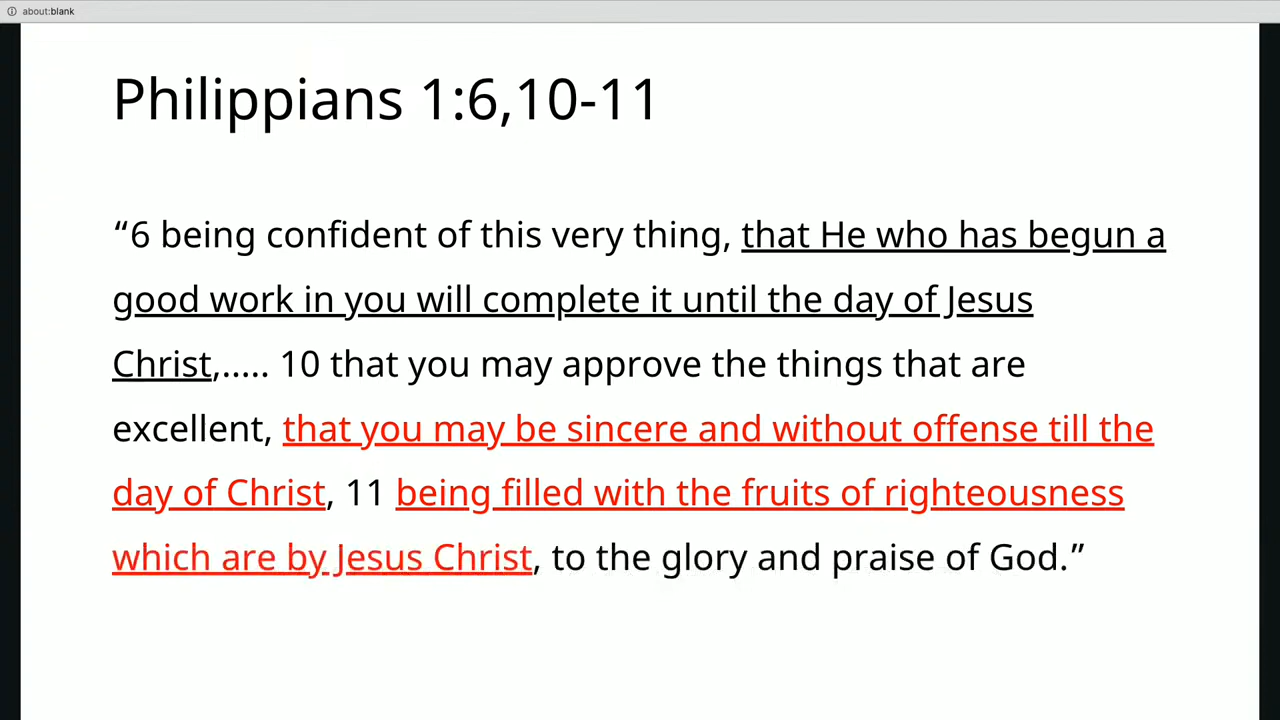 about:blank
Philippians 1:6,10-11
“6 being confident of this very thing, that He who has begun a
good work in you will complete it until the day of Jesus
Christ,..... 10 that you may approve the things that are
excellent, that you may be sincere and without offense till the
day of Christ, 11 being filled with the fruits of righteousness
which are by Jesus Christ, to the glory and praise of God.”